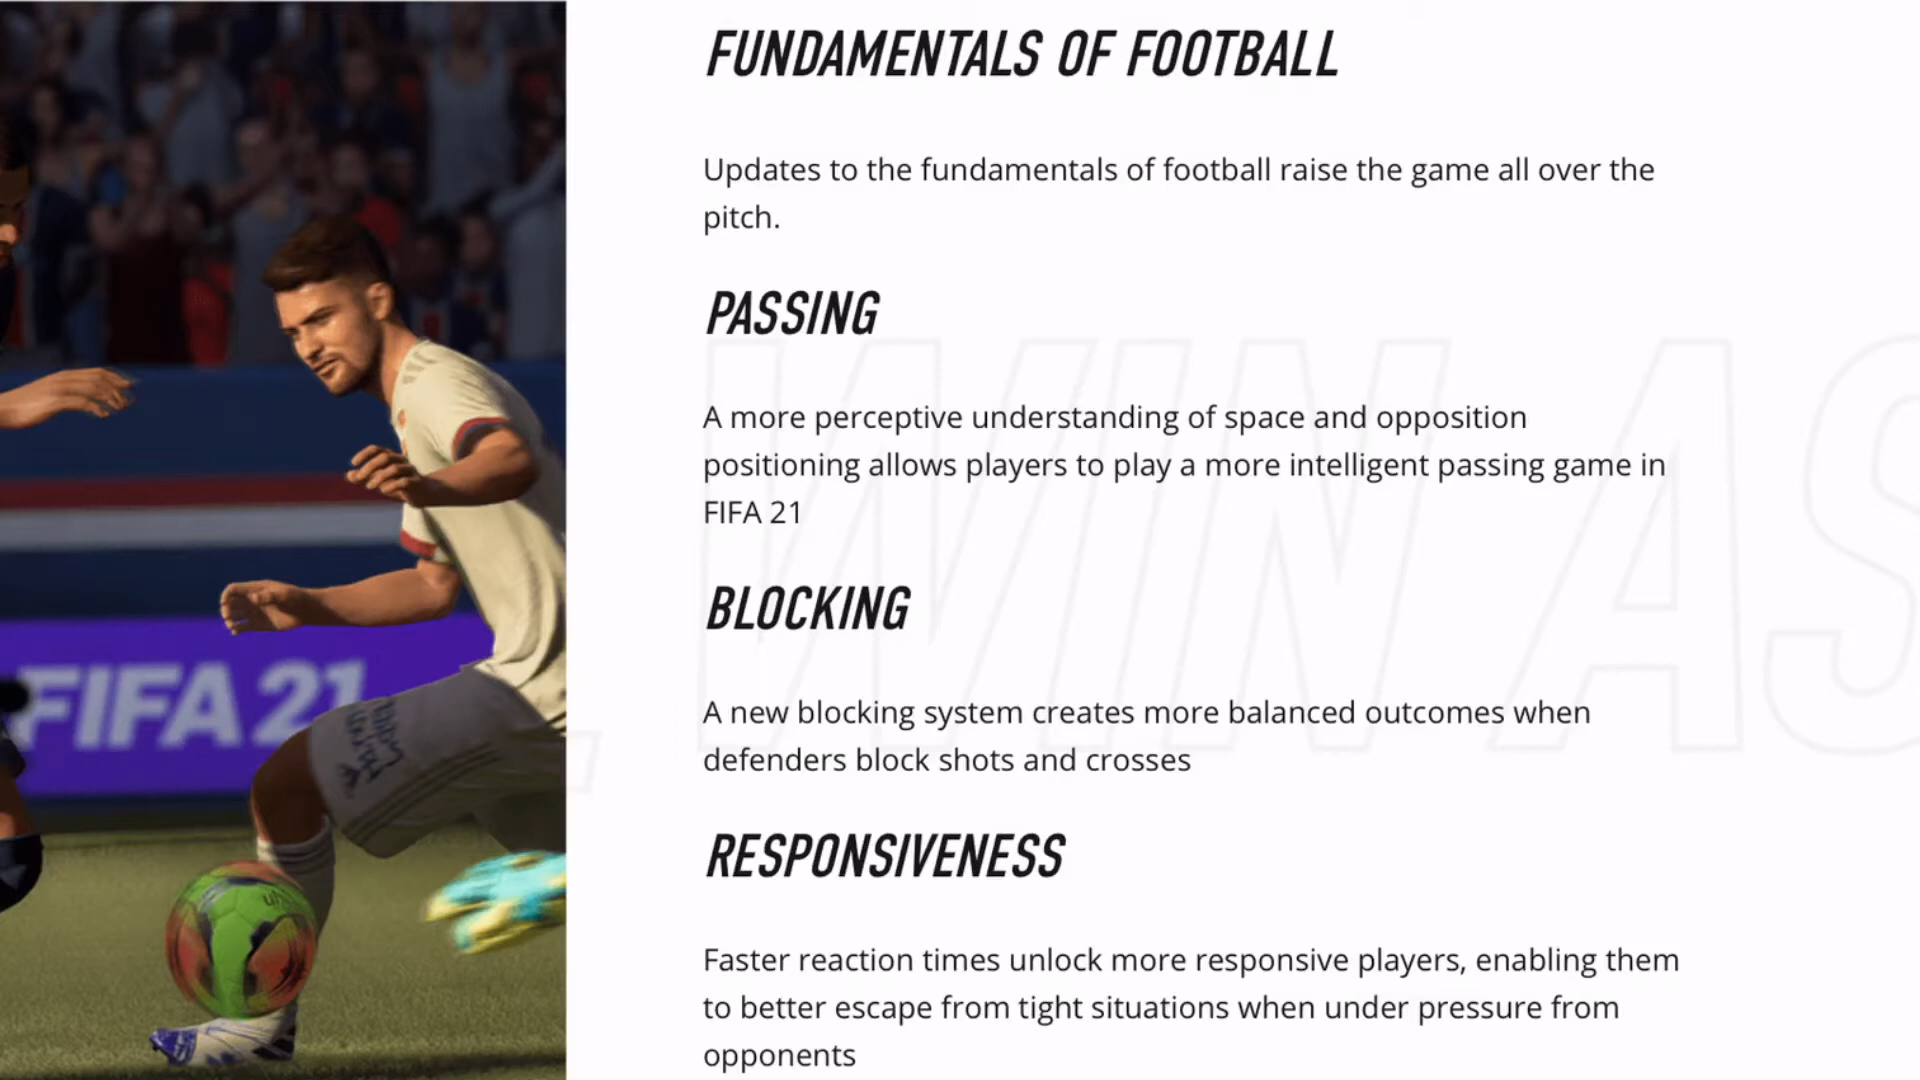 FUNDAMENTALS OF FOOTBALL
Updates to the fundamentals of football raise the game all over the
pitch.
PASSING
A more perceptive understanding of space and opposition
positioning allows players to play a more intelligent passing game in
FIFA 21
BLOCKING
A new blocking system creates more balanced outcomes when
defenders block shots and crosses
RESPONSIVENESS
Faster reaction times unlock more responsive players, enabling them
to better escape from tight situations when under pressure from
opponents
FIFA 21
WIN AS